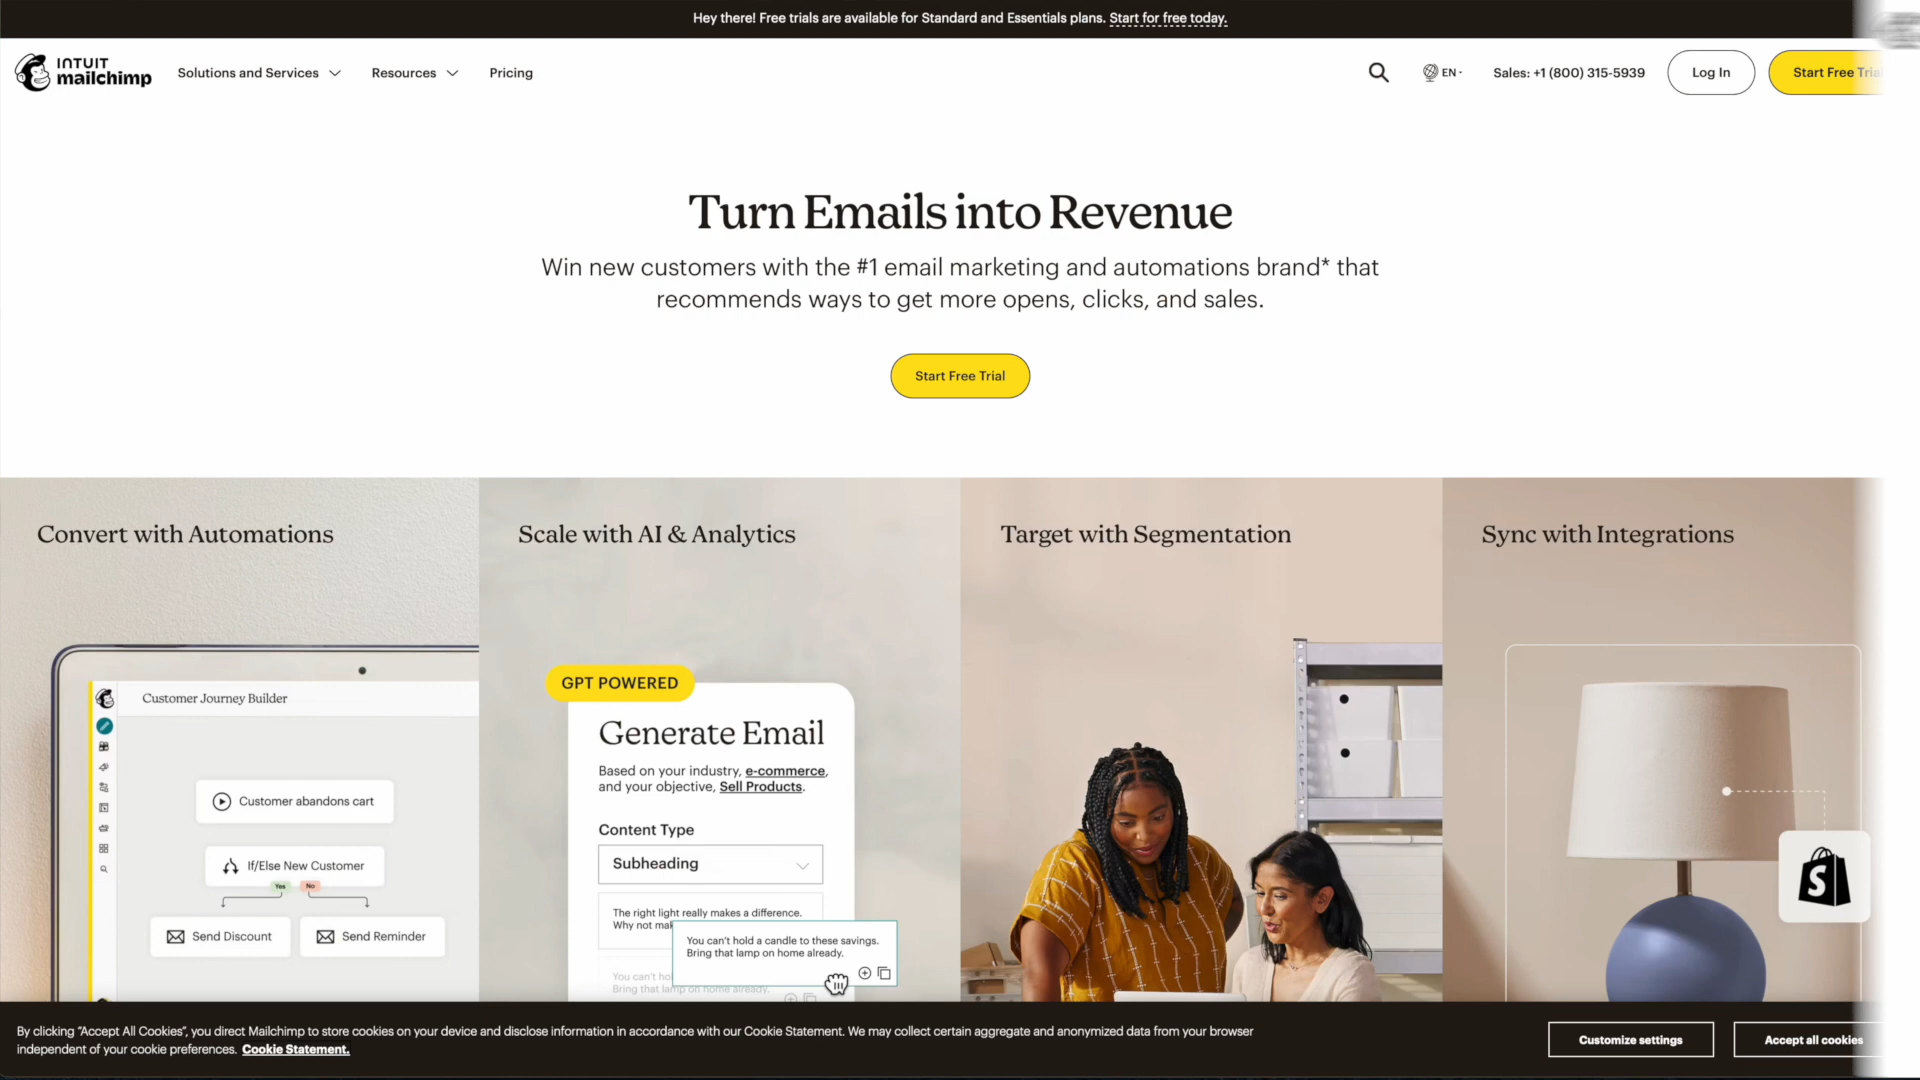 Hey there! Free trials are available for Standard and Essentials plans. Start for free today.
INTUIT
mailchimp
Solutions and Services
Resources
Pricing
EN
Sales: +1 (800) 315-5939
Log In
Start Free Trial
Turn Emails into Revenue
Win new customers with the #1 email marketing and automations brand* that
recommends ways to get more opens, clicks, and sales.
Start Free Trial
Convert with Automations
Customer Journey Builder
Customer abandons cart
If/Else New Customer
Yes
No
Send Discount
Send Reminder
Scale with AI & Analytics
GPT POWERED
Generate Email
Based on your industry, e-commerce,
and your objective, Sell Products.
Content Type
Subheading
The right light really makes a difference.
Why not
You can't hold a candle to these savings.
Bring that lamp on home already.
You can't
Bring that lamp on home already.
Target with Segmentation
Sync with Integrations
S
By clicking "Accept All Cookies", you direct Mailchimp to store cookies on your device and disclose information in accordance with our Cookie Statement. We may collect certain aggregate and anonymized data from your browser
independent of your cookie preferences. Cookie Statement.
Customize settings
Accept all cookies